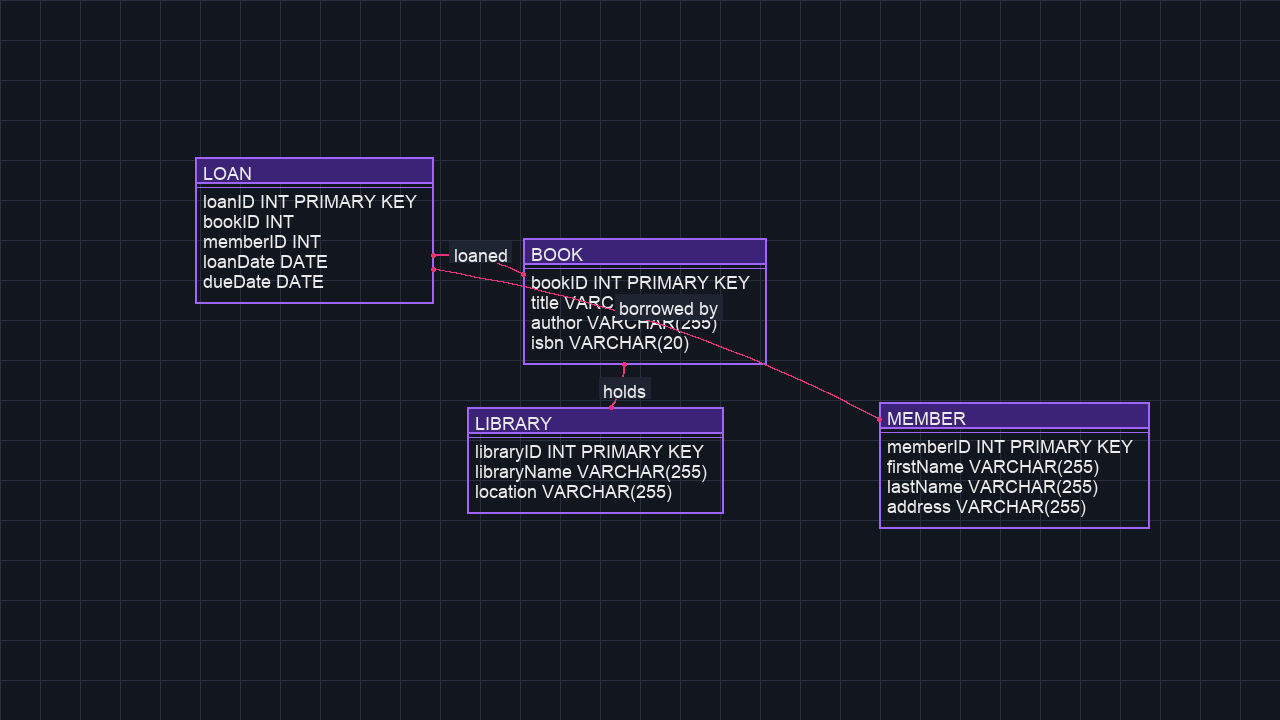 LOAN
loanID INT PRIMARY KEY
bookID INT
memberID INT
loanDate DATE
dueDate DATE
loaned
BOOK
bookID INT PRIMARY KEY
title VARC
borrowed by
author VARCHAR(255)
isbn VARCHAR(20)
holds
LIBRARY
libraryID INT PRIMARY KEY
libraryName VARCHAR(255)
location VARCHAR(255)
MEMBER
memberID INT PRIMARY KEY
firstName VARCHAR(255)
lastName VARCHAR(255)
address VARCHAR(255)